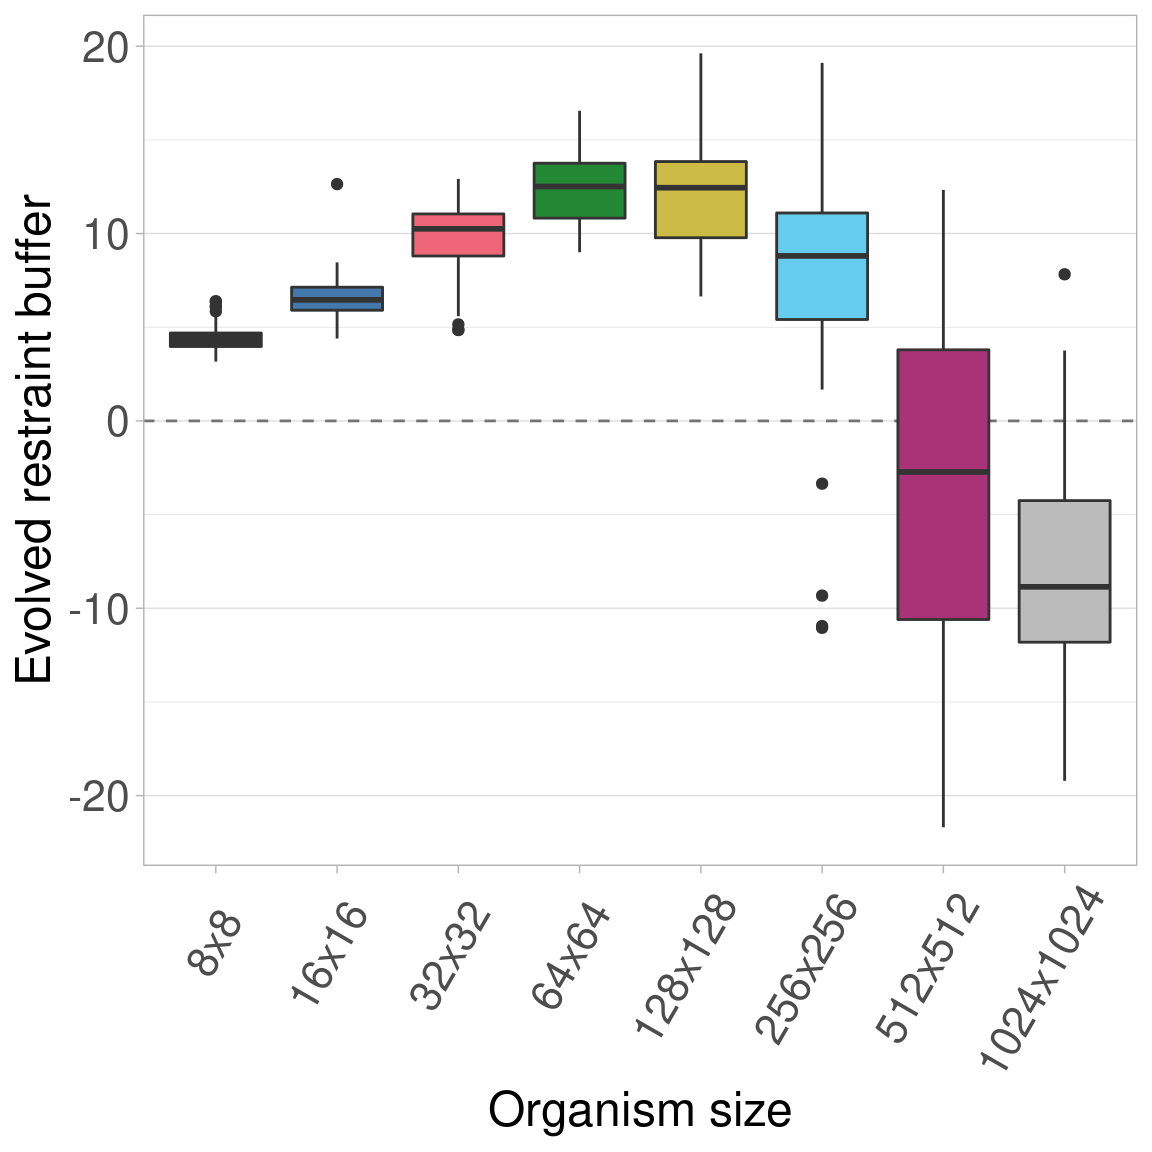 Evolved restraint buffer
20
10
0
-10
-20
8x8
16x16
32x32
64x64
128x128
256x256
512x512
1024x1024
Organism size